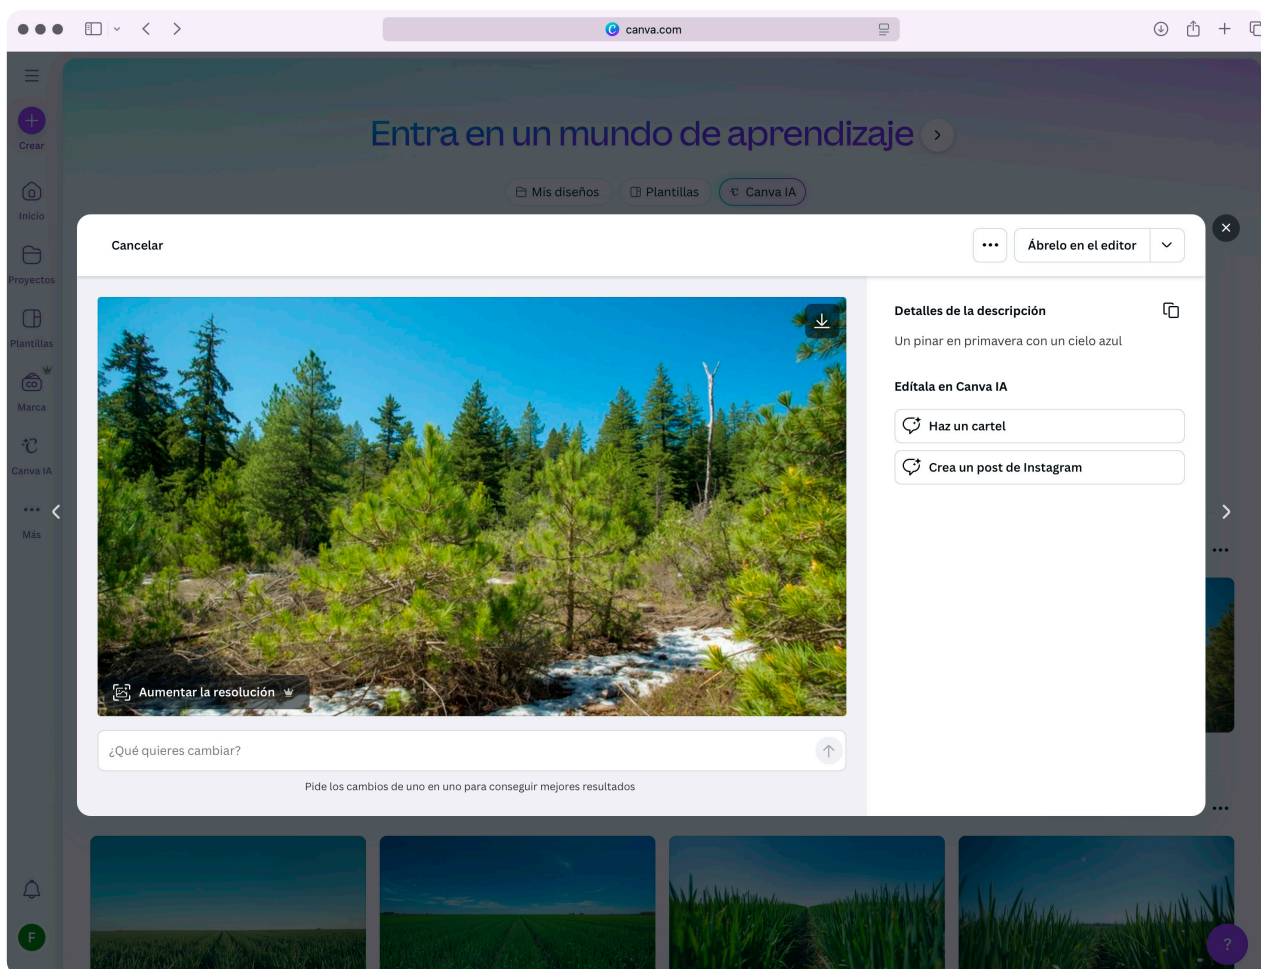 canva.com
Entra en un mundo de aprendizaje
Mis diseños
Plantillas
Canva IA
Crear
Inicio
Proyectos
Plantillas
Marca
Canva IA
Más
F
Cancelar
Ábrelo en el editor
Aumentar la resolución
¿Qué quieres cambiar?
Pide los cambios de uno en uno para conseguir mejores resultados
Detalles de la descripción
Un pinar en primavera con un cielo azul
Edítala en Canva IA
Haz un cartel
Crea un post de Instagram
?